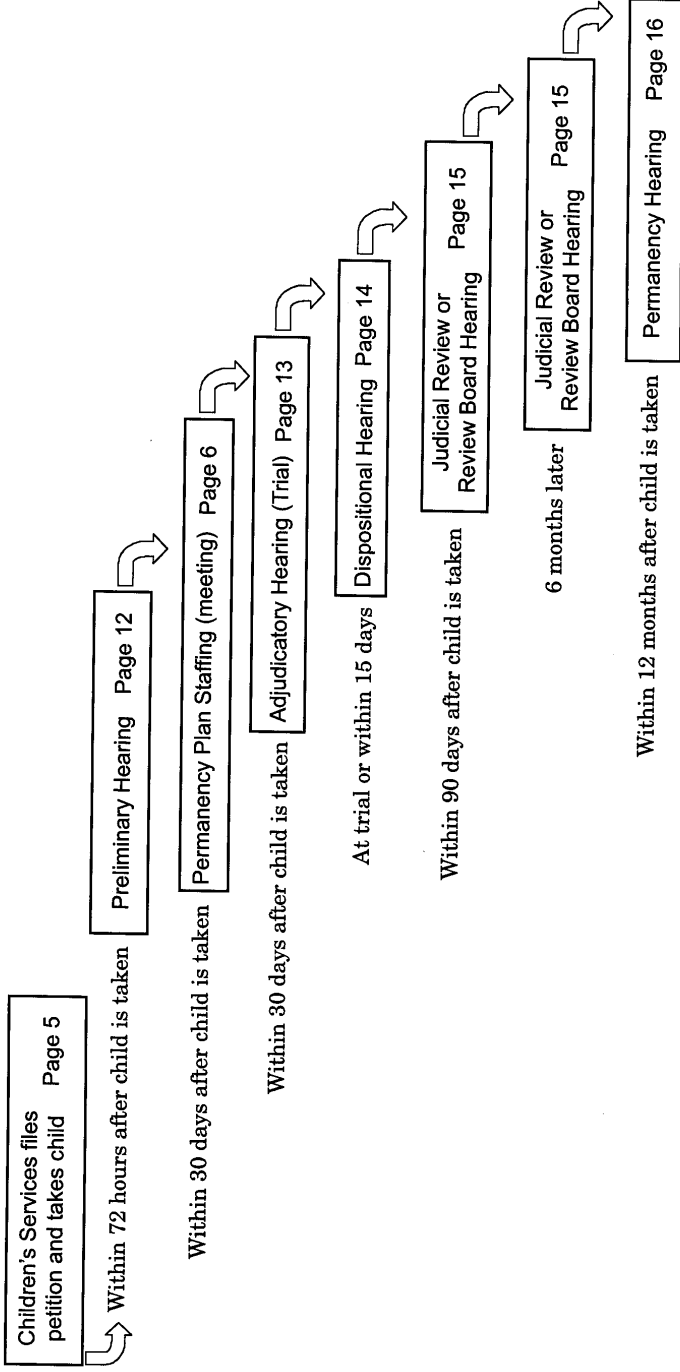 Children's Services files
petition and takes child Page 5
Within 72 hours after child is taken
Preliminary Hearing Page 12
Within 30 days after child is taken
Permanency Plan Staffing (meeting) Page 6
Within 30 days after child is taken
Adjudicatory Hearing (Trial) Page 13
At trial or within 15 days
Dispositional Hearing Page 14
Within 90 days after child is taken
Judicial Review or
Review Board Hearing Page 15
6 months later
Judicial Review or
Review Board Hearing Page 15
Within 12 months after child is taken
Permanency Hearing Page 16